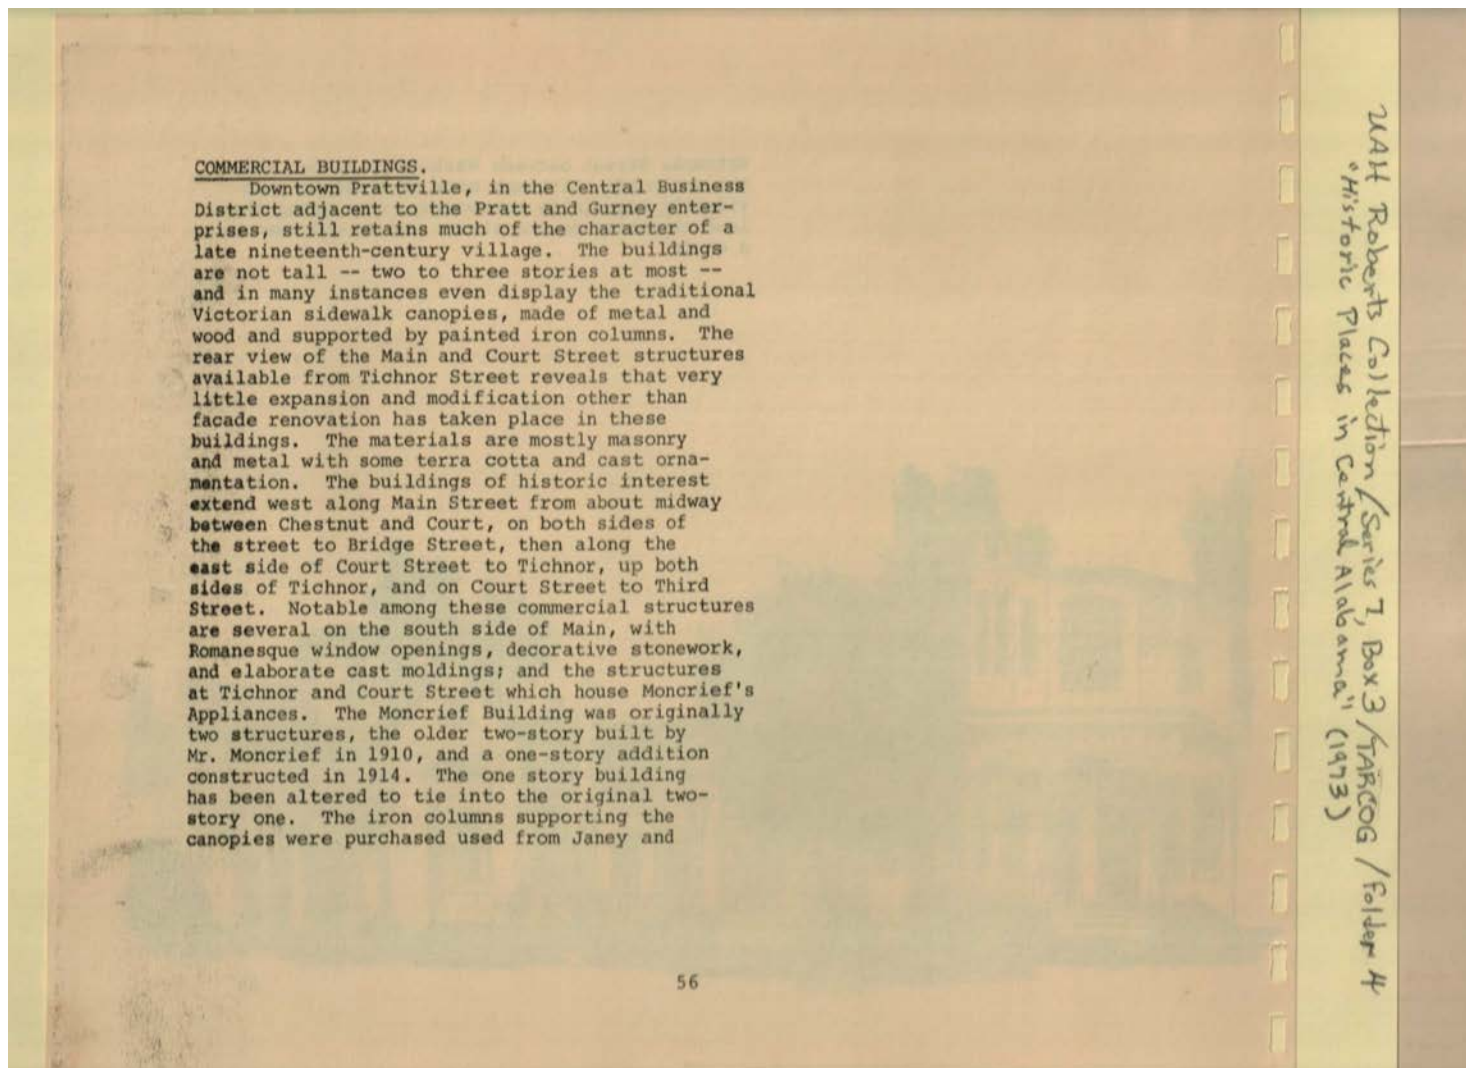 COMMERCIAL BUILDINGS.
Downtown Prattville, in the Central Business
District adjacent to the Pratt and Gurney enter-
prises, still retains much of the character of a
late nineteenth-century village. The buildings
are not tall -- two to three stories at most --
and in many instances even display the traditional
Victorian sidewalk canopies, made of metal and
wood and supported by painted iron columns. The
rear view of the Main and Court Street structures
available from Tichnor Street reveals that very
little expansion and modification other than
facade renovation has taken place in these
buildings. The materials are mostly masonry
and metal with some terra cotta and cast orna-
mentation. The buildings of historic interest
extend west along Main Street from about midway
between Chestnut and Court, on both sides of
the street to Bridge Street, then along the
east side of Court Street to Tichnor, up both
sides of Tichnor, and on Court Street to Third
Street. Notable among these commercial structures
are several on the south side of Main, with
Romanesque window openings, decorative stonework,
and elaborate cast moldings; and the structures
at Tichnor and Court Street which house Moncrief's
Appliances. The Moncrief Building was originally
two structures, the older two-story built by
Mr. Moncrief in 1910, and a one-story addition
constructed in 1914. The one story building
has been altered to tie into the original two-
story one. The iron columns supporting the
canopies were purchased used from Janey and
56
UAH Roberts Collection/Series 7, Box 3/TARCOG/Folder 4
"Historic Places in Central Alabama" (1973)